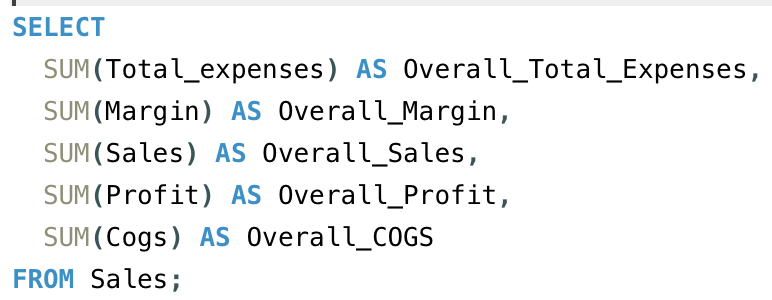 SELECT
SUM(Total_expenses) AS Overall_Total_Expenses,
SUM(Margin) AS Overall_Margin,
SUM(Sales) AS Overall_Sales,
SUM(Profit) AS Overall_Profit,
SUM(Cogs) AS Overall_COGS
FROM Sales;